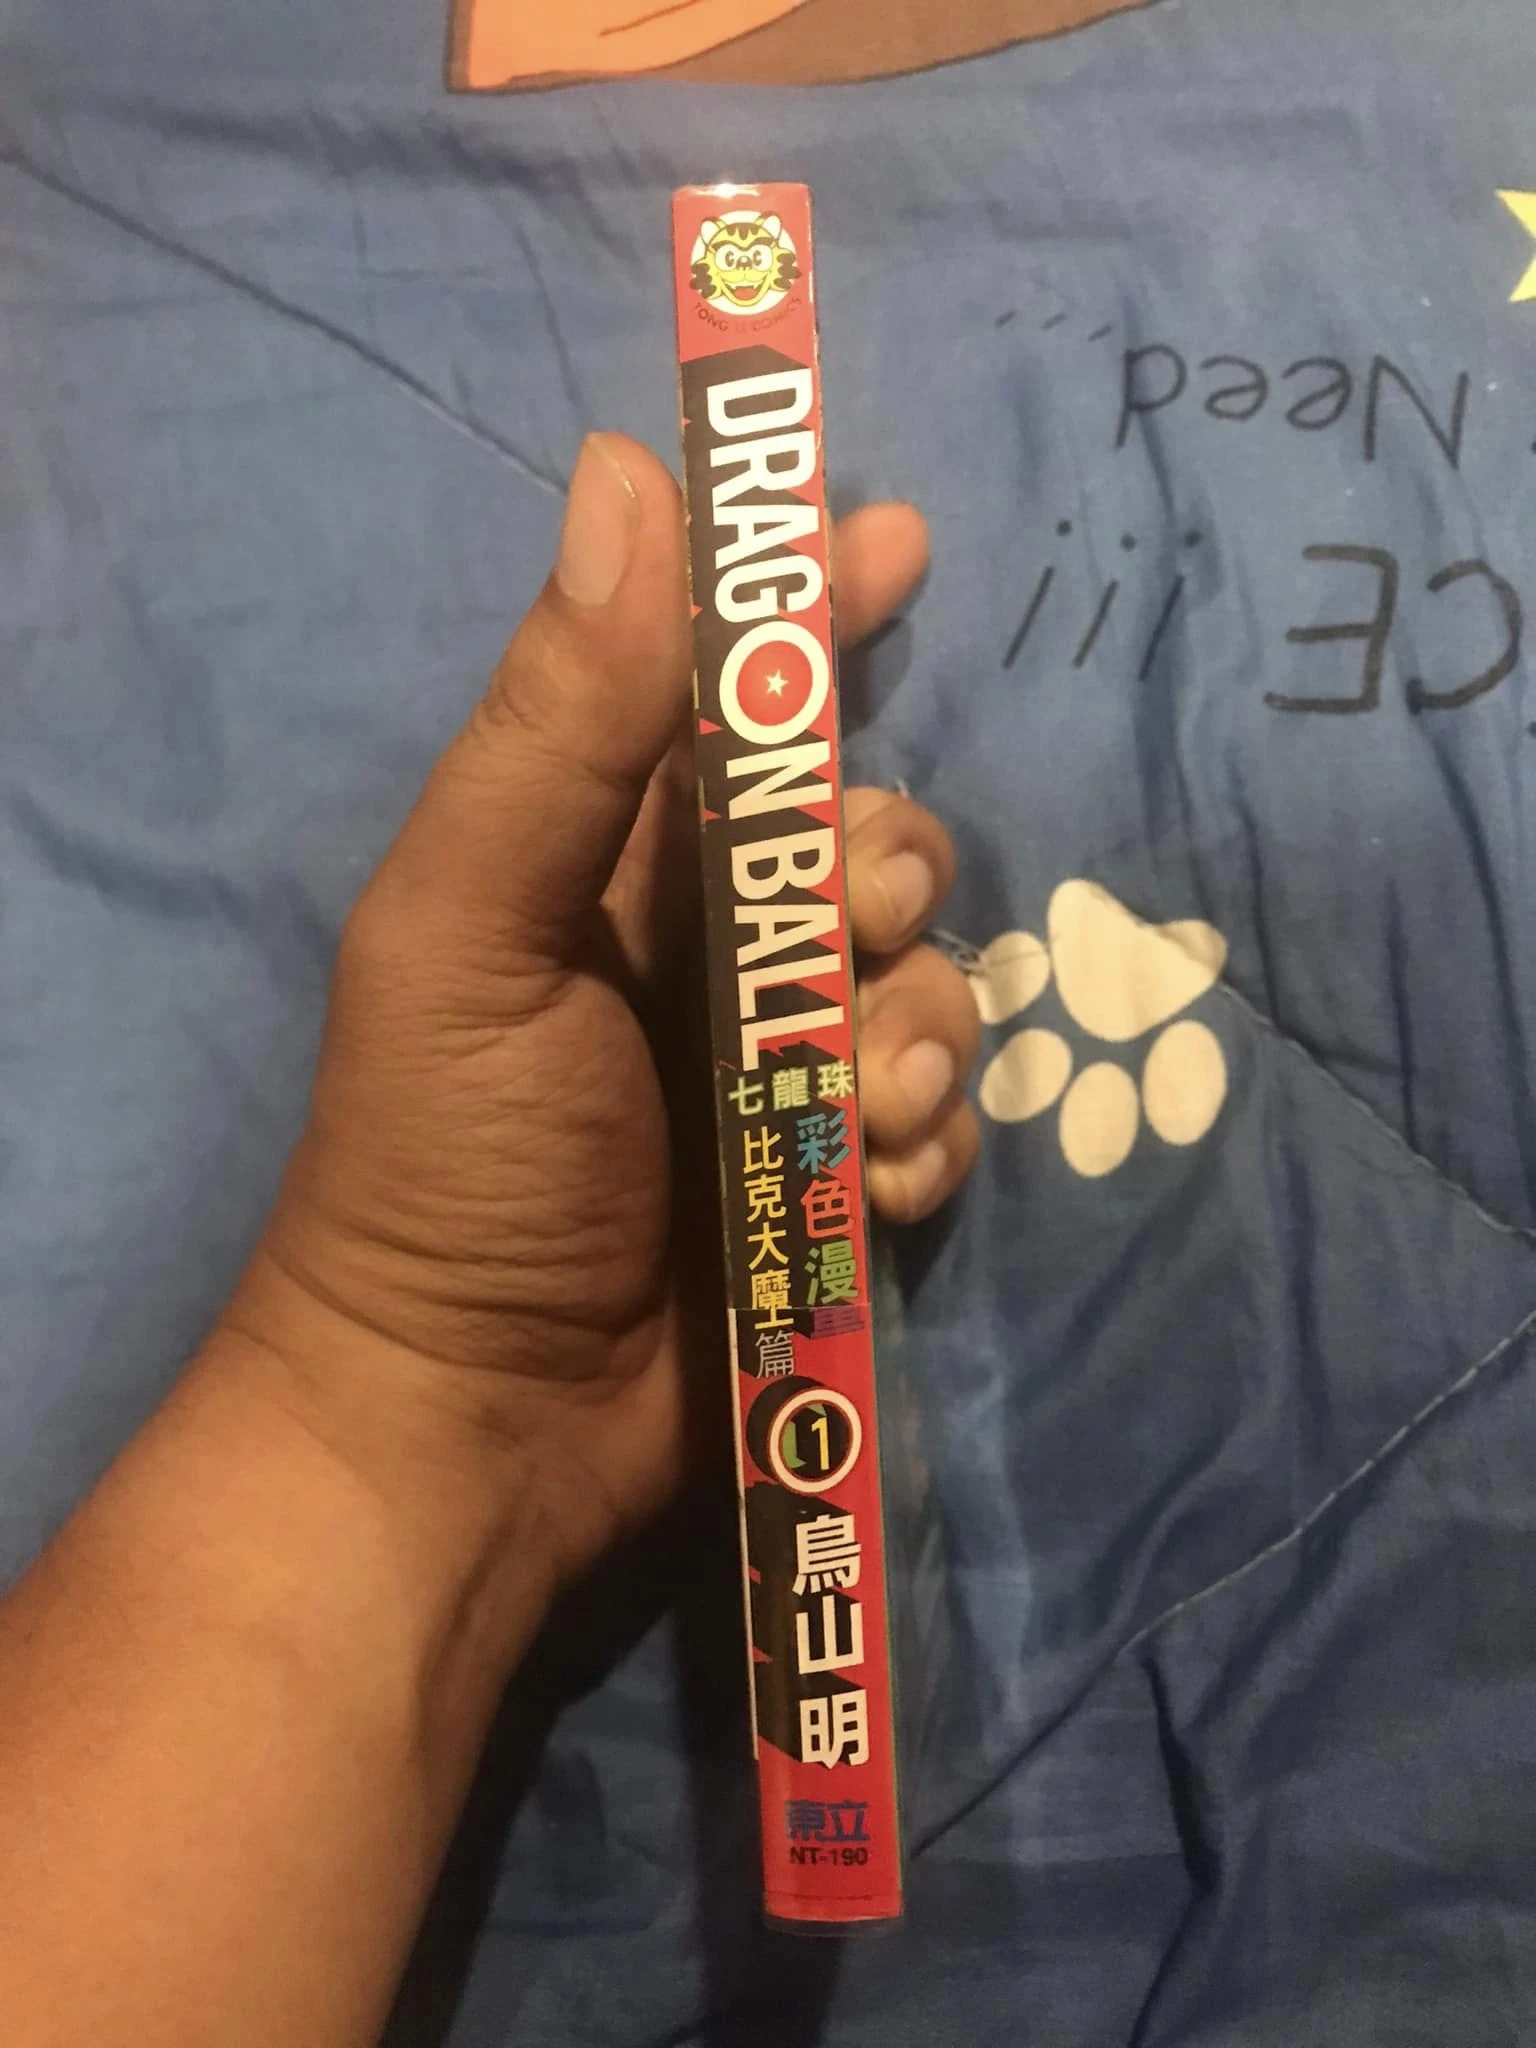 TONG LI COMICS
DRAGON BALL
七龍珠
彩色漫畫
比克大魔王篇
1
鳥山明
東立
NT-190
Need...
CE iii